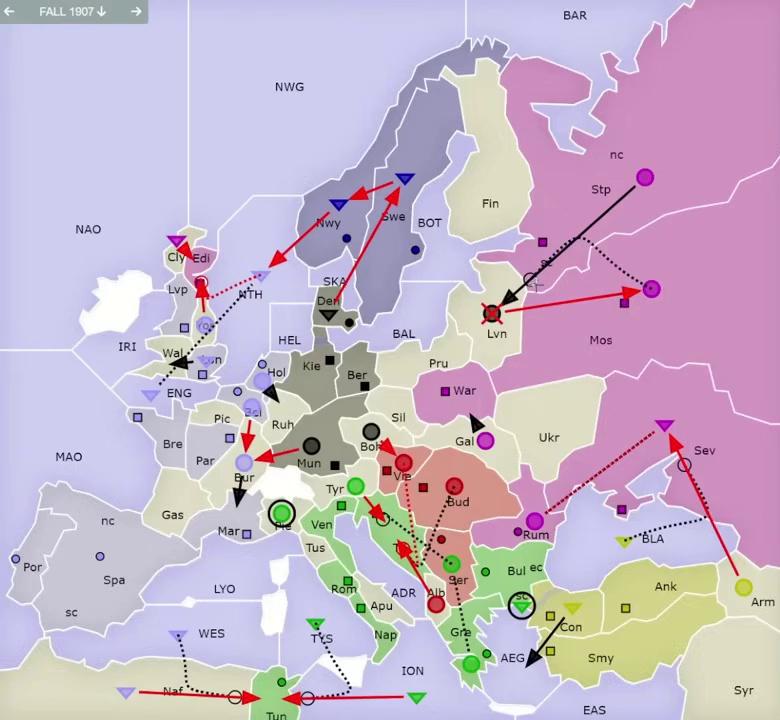 ← FALL 1907 ↓ →
BAR
NWG
nc
Stp
Fin
NAO
Nwy
Swe
BOT
Cly
Edi
sc
NTH
SKA
Lvp
Den
Lvn
Mos
IRI
Wal
HEL
BAL
Kie
Ber
Pru
ENG
Hol
War
Pic
Ruh
Sil
Ukr
Bre
Par
Mun
Boh
Gal
Sev
MAO
Bur
Vie
Bud
Tyr
Gas
Mar
Pie
Ven
Rum
BLA
nc
Tus
Por
Spa
Ser
Bul
ec
Ank
LYO
Rom
ADR
Alb
Arm
sc
Apu
sc
Con
Nap
Gre
WES
TYS
AEG
Smy
ION
Naf
Syr
Tun
EAS